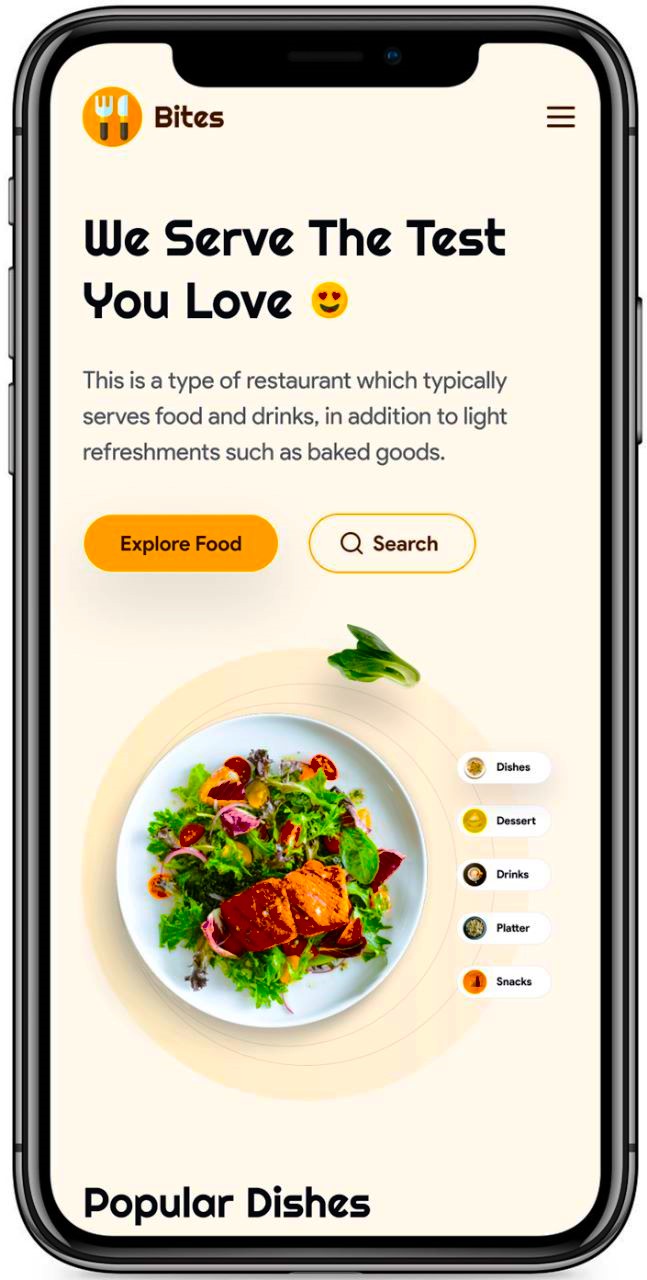 Bites
We Serve The Test
You Love 😍
This is a type of restaurant which typically
serves food and drinks, in addition to light
refreshments such as baked goods.
Explore Food
Search
Dishes
Dessert
Drinks
Platter
Snacks
Popular Dishes